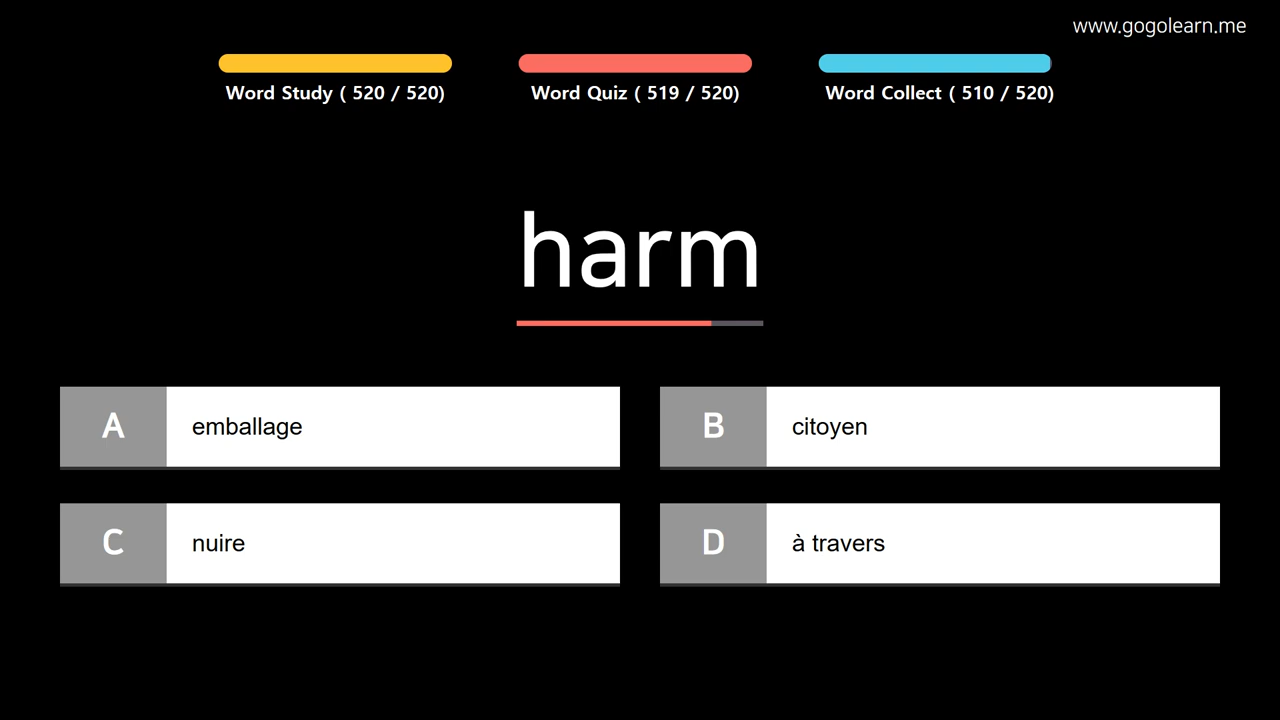 www.gogolearn.me
Word Study ( 520 / 520)
Word Quiz ( 519 / 520)
Word Collect ( 510 / 520)
harm
A emballage
B citoyen
C nuire
D à travers